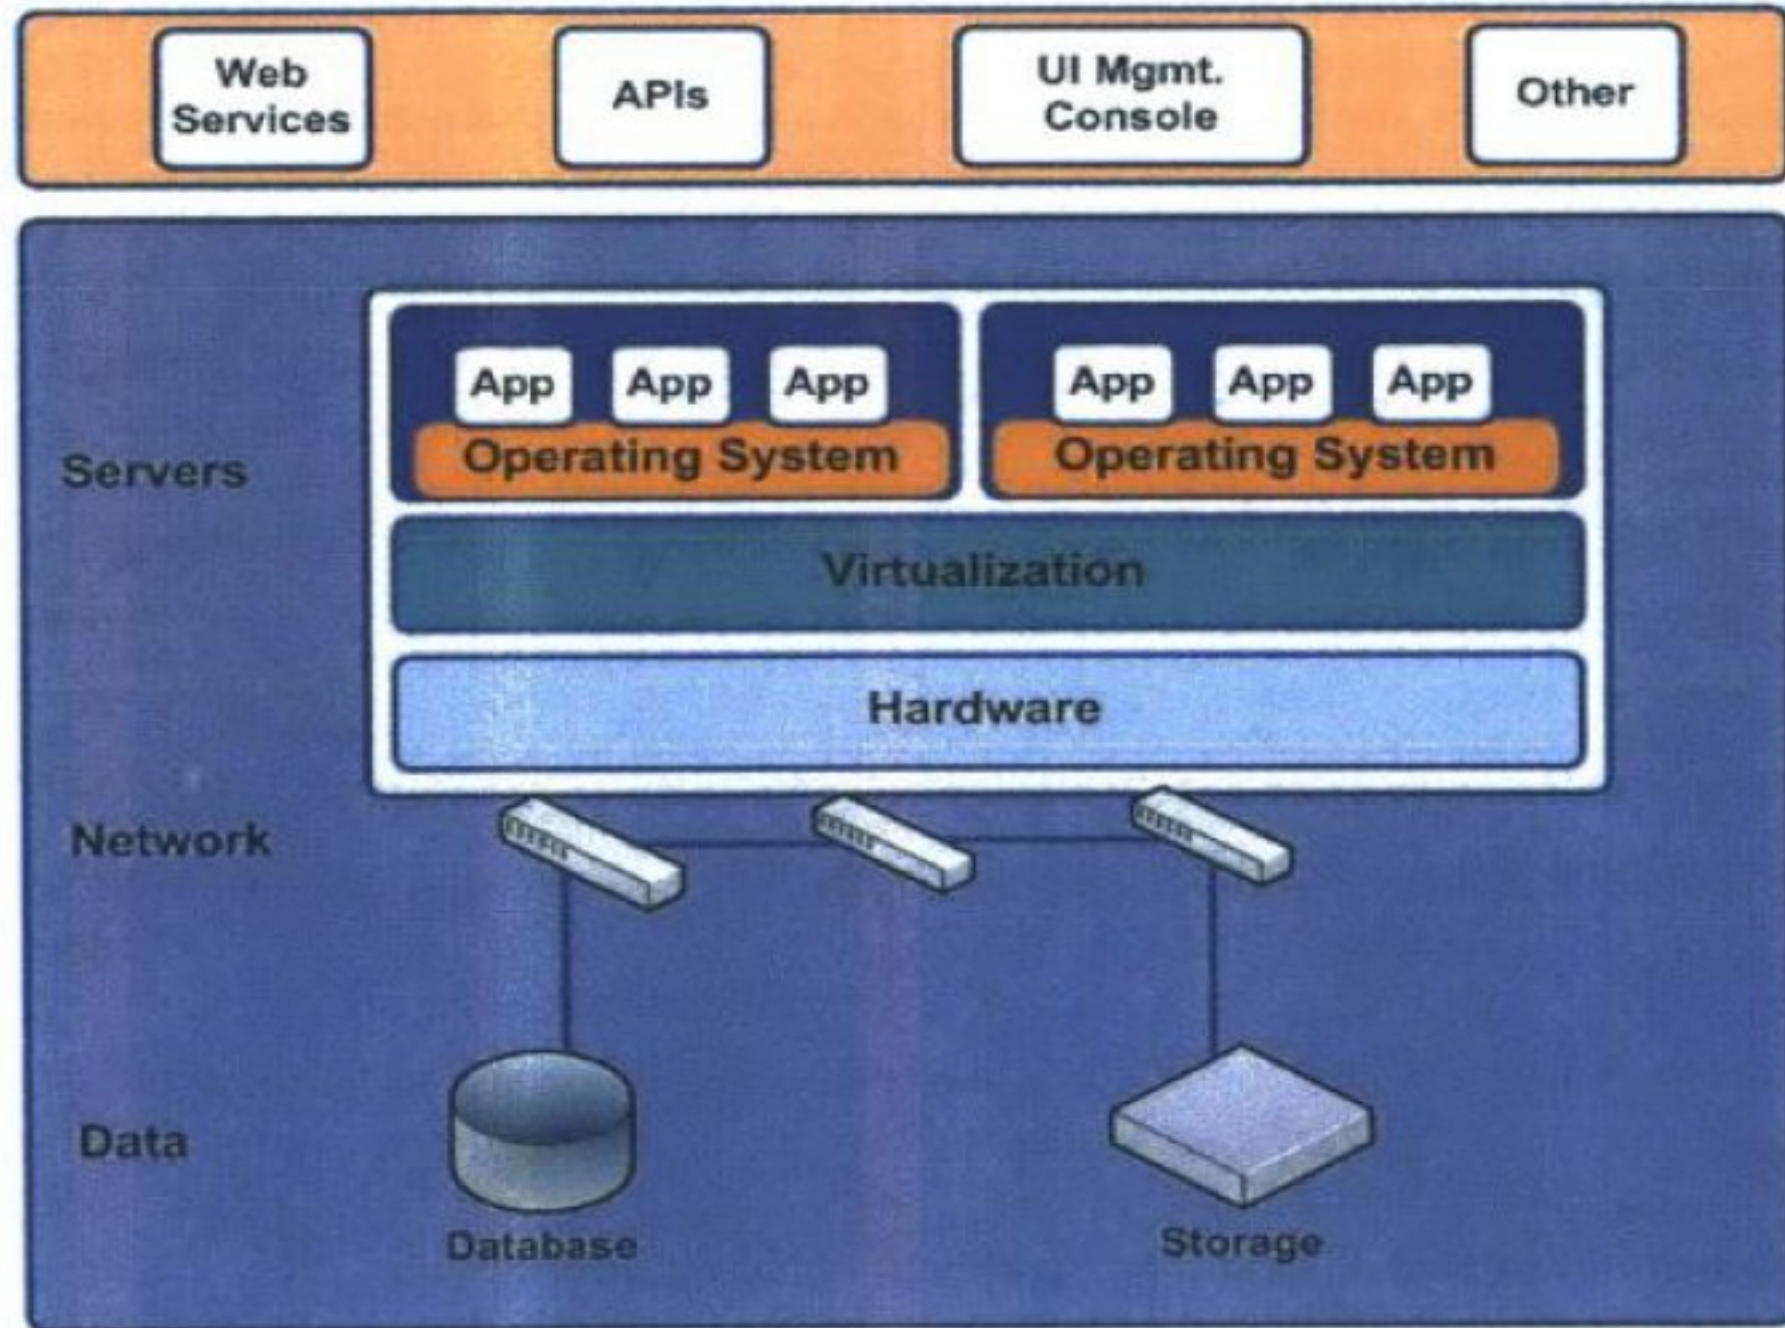 Web
Services
APIs
UI Mgmt.
Console
Other
Servers
App App App
Operating System
App App App
Operating System
Virtualization
Hardware
Network
Data
Database
Storage